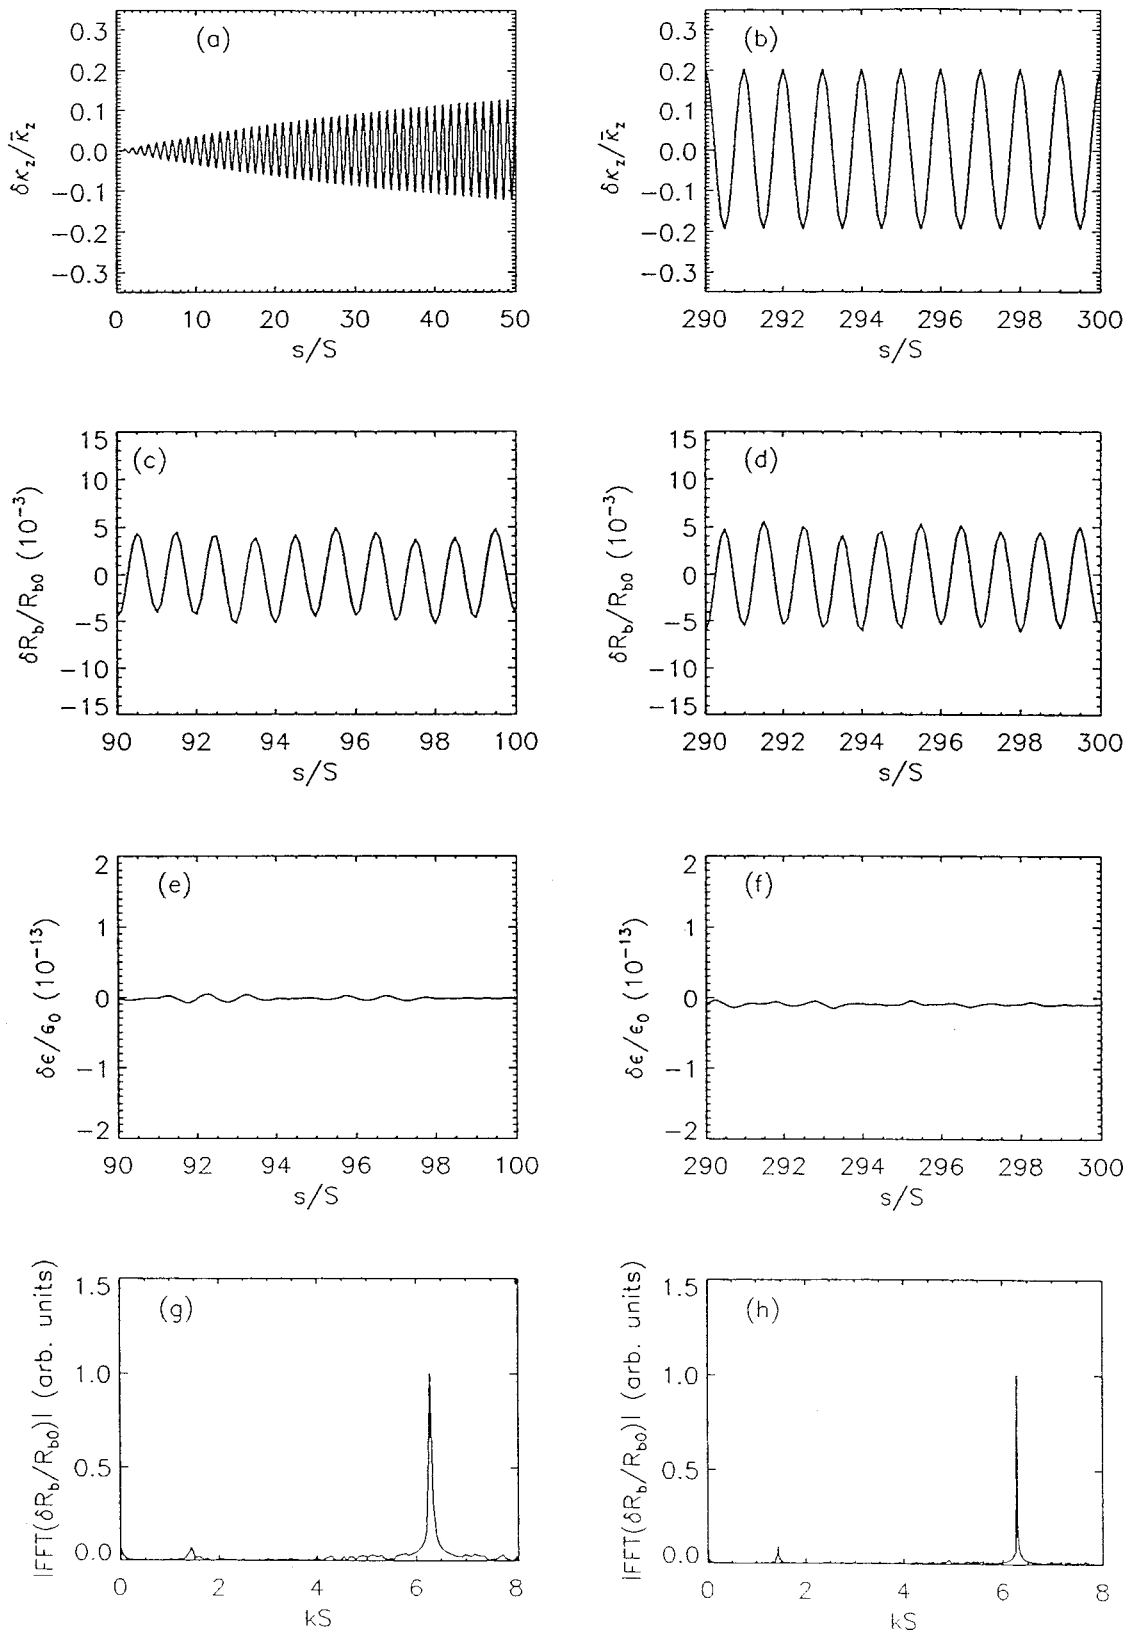 (a)
0.3
0.2
0.1
0.0
−0.1
−0.2
−0.3
δκz/κ̄z
0 10 20 30 40 50
s/S
(b)
0.3
0.2
0.1
0.0
−0.1
−0.2
−0.3
δκz/κ̄z
290 292 294 296 298 300
s/S
(c)
15
10
5
0
−5
−10
−15
δRb/Rb0 (10⁻³)
90 92 94 96 98 100
s/S
(d)
15
10
5
0
−5
−10
−15
δRb/Rb0 (10⁻³)
290 292 294 296 298 300
s/S
(e)
2
1
0
−1
−2
δϵ/ϵ0 (10⁻¹³)
90 92 94 96 98 100
s/S
(f)
2
1
0
−1
−2
δϵ/ϵ0 (10⁻¹³)
290 292 294 296 298 300
s/S
(g)
1.5
1.0
0.5
0.0
|FFT(δRb/Rb0)| (arb. units)
0 2 4 6 8
kS
(h)
1.5
1.0
0.5
0.0
|FFT(δRb/Rb0)| (arb. units)
0 2 4 6 8
kS